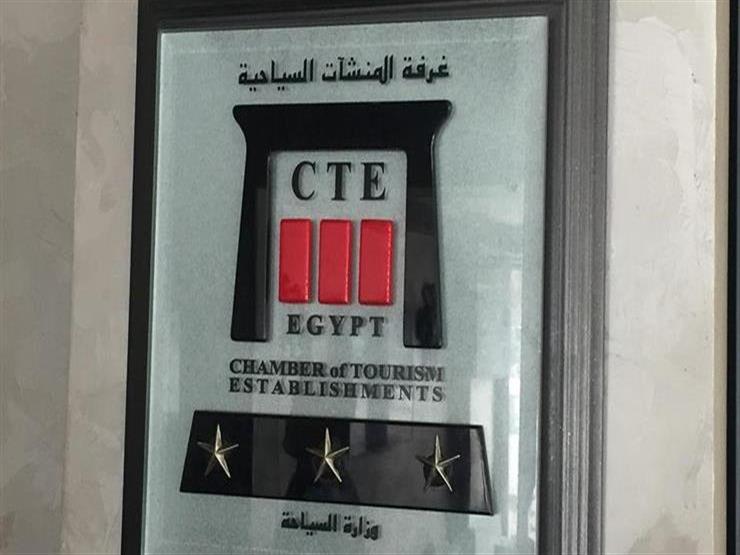 غرفة المنشآت السياحية
CTE
EGYPT
CHAMBER of TOURISM
ESTABLISHMENTS
وزارة السياحة